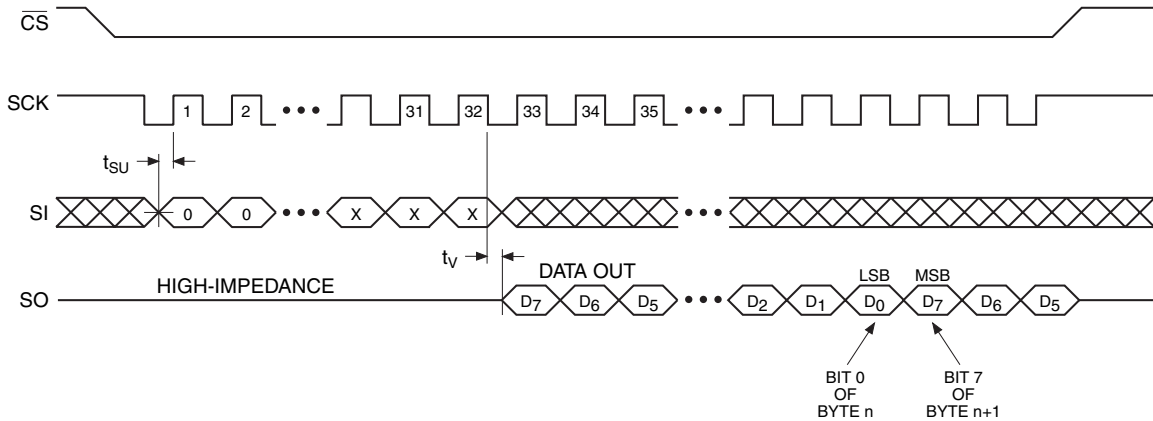 CS
SCK 1 2 ••• 31 32 33 34 35 •••
tSU
SI 0 0 ••• X X X •••
tV
DATA OUT
HIGH-IMPEDANCE
LSB MSB
SO D7 D6 D5 ••• D2 D1 D0 D7 D6 D5
BIT 0
OF
BYTE n
BIT 7
OF
BYTE n+1